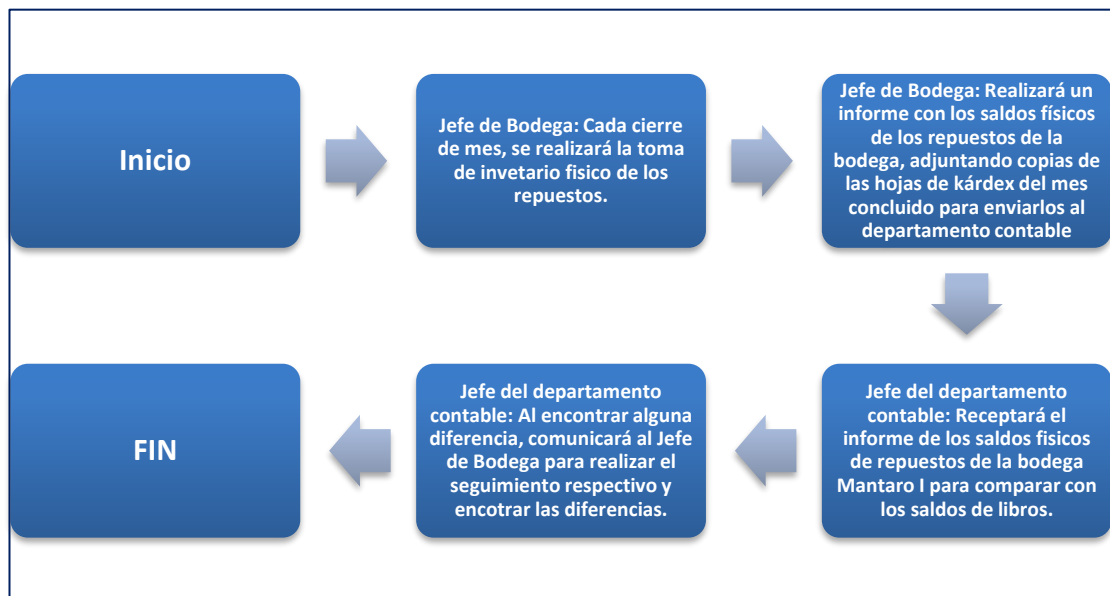 Inicio
Jefe de Bodega: Cada cierre
de mes, se realizará la toma
de invetario fisico de los
repuestos.
Jefe de Bodega: Realizará un
informe con los saldos físicos
de los repuestos de la
bodega, adjuntando copias de
las hojas de kárdex del mes
concluido para enviarlos al
departamento contable
Jefe del departamento
contable: Receptará el
informe de los saldos fisicos
de repuestos de la bodega
Mantaro I para comparar con
los saldos de libros.
Jefe del departamento
contable: Al encontrar alguna
diferencia, comunicará al Jefe
de Bodega para realizar el
seguimiento respectivo y
encotrar las diferencias.
FIN